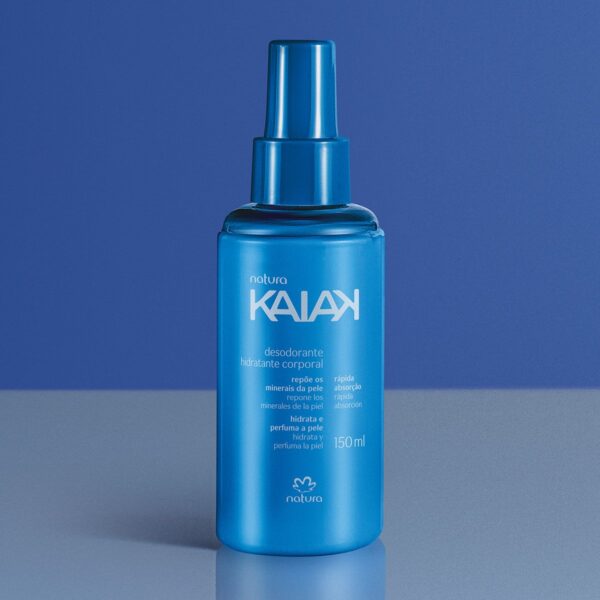 natura
KAIAK
desodorante
hidratante corporal
repõe os
minerais da pele
repone los
minerales de la piel
hidrata e
perfuma a pele
hidrata y
perfuma la piel
rápida
absorção
rápida
absorción
150 ml
natura